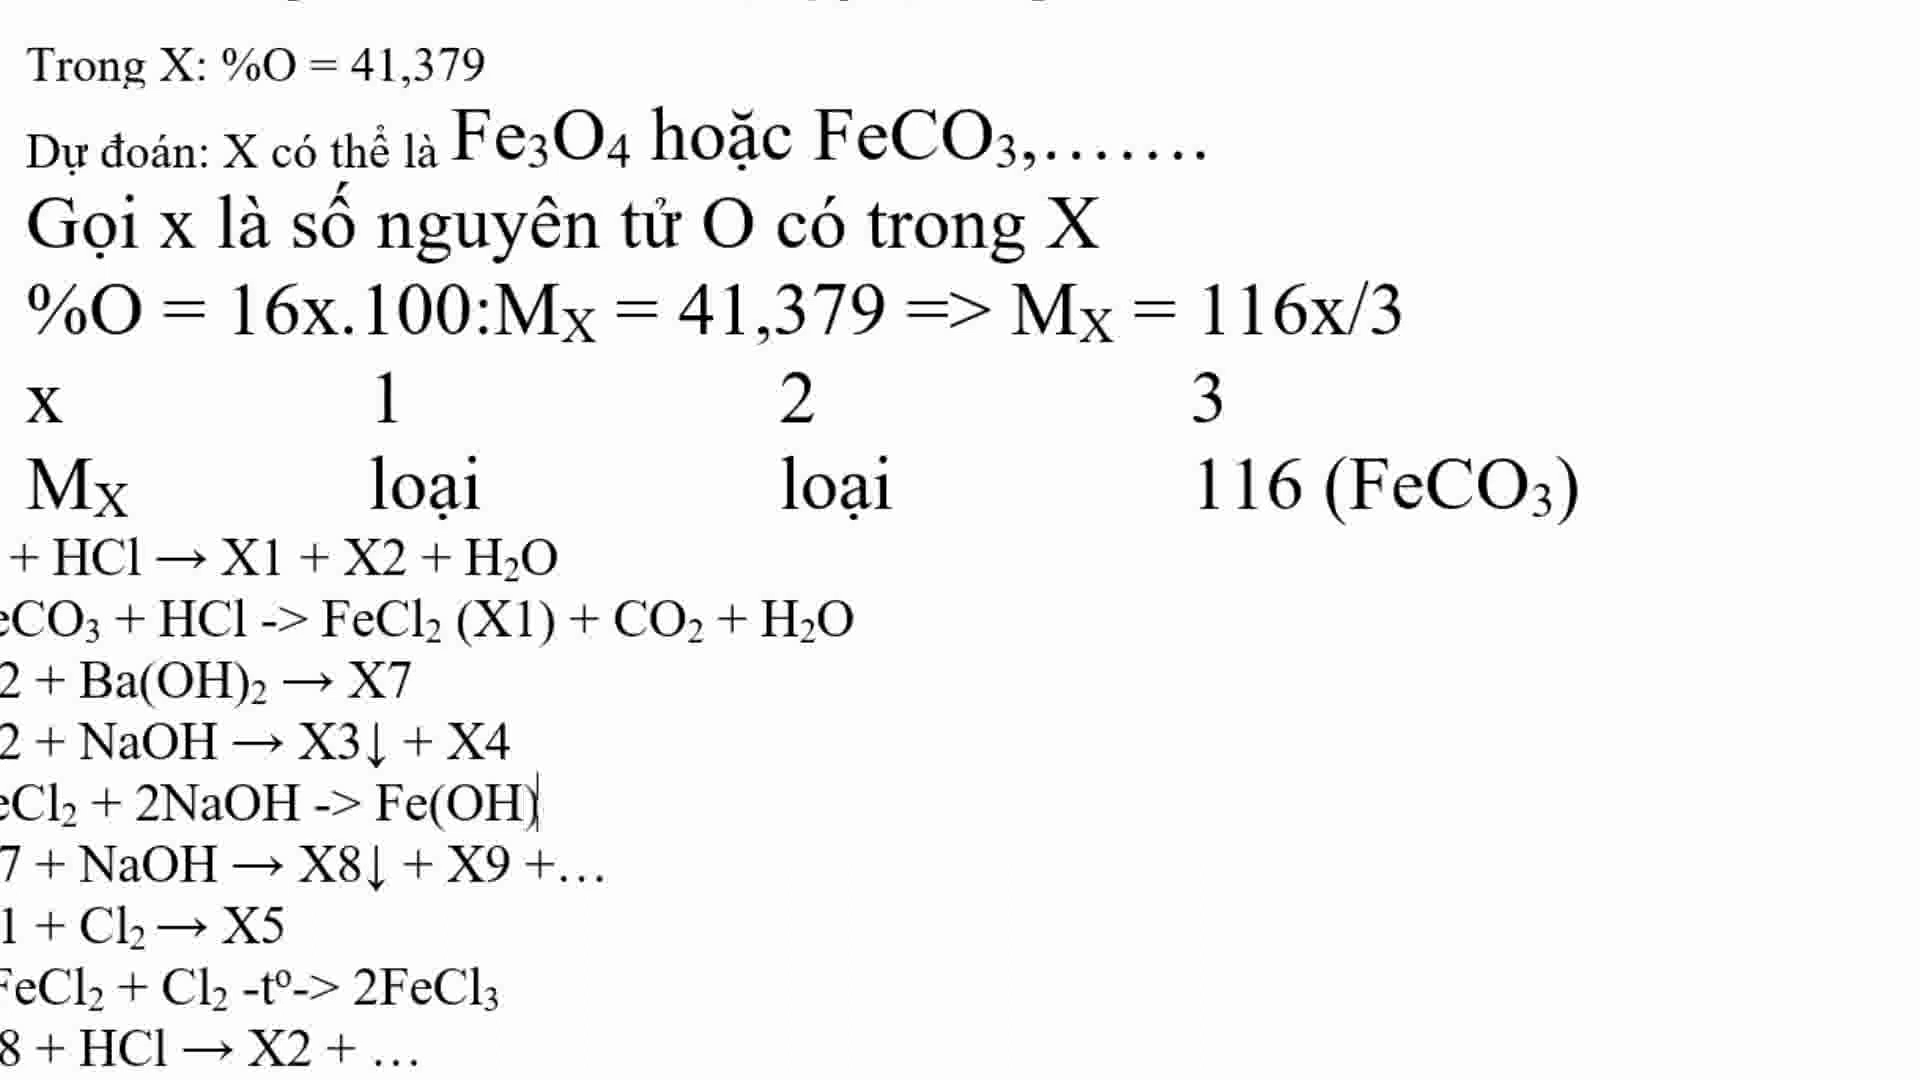 Trong X: %O = 41,379
Dự đoán: X có thể là Fe₃O₄ hoặc FeCO₃,.......
Gọi x là số nguyên tử O có trong X
%O = 16x.100:Mₓ = 41,379 => Mₓ = 116x/3
x 1 2 3
Mₓ loại loại 116 (FeCO₃)
+ HCl → X1 + X2 + H₂O
eCO₃ + HCl -> FeCl₂ (X1) + CO₂ + H₂O
2 + Ba(OH)₂ → X7
2 + NaOH → X3↓ + X4
eCl₂ + 2NaOH -> Fe(OH)
7 + NaOH → X8↓ + X9 +…
1 + Cl₂ → X5
FeCl₂ + Cl₂ -tº-> 2FeCl₃
8 + HCl → X2 + …